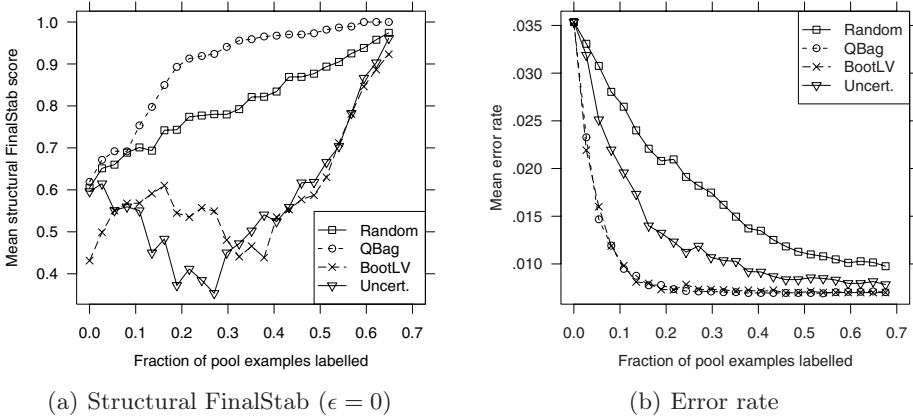 Mean structural FinalStab score
1.0
0.9
0.8
0.7
0.6
0.5
0.4
Random
QBag
BootLV
Uncert.
0.0 0.1 0.2 0.3 0.4 0.5 0.6 0.7
Fraction of pool examples labelled
(a) Structural FinalStab (ϵ = 0)
Mean error rate
.035
.030
.025
.020
.015
.010
Random
QBag
BootLV
Uncert.
0.0 0.1 0.2 0.3 0.4 0.5 0.6 0.7
Fraction of pool examples labelled
(b) Error rate